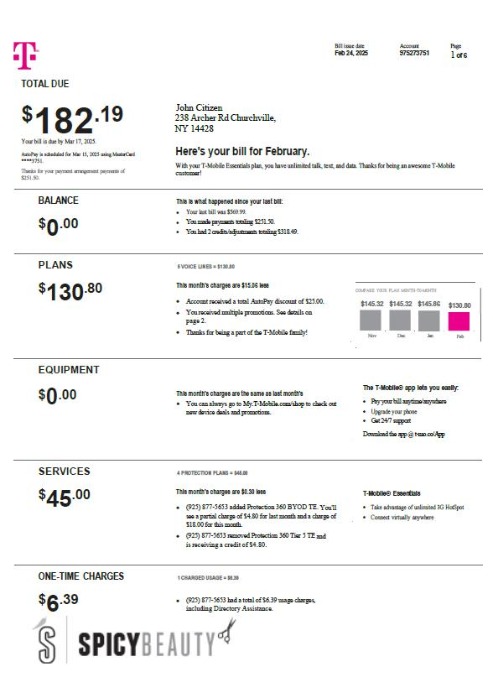 Bill issue date
Feb 24, 2025
Account
975273751
Page
1 of 6
T
TOTAL DUE
$182.19
Your bill is due by Mar 17, 2025.
AutoPay is scheduled for Mar 15, 2025 using MasterCard
Thanks for your payment arrangement payments of
$251.50.
John Citizen
238 Archer Rd Churchville,
NY 14428
Here's your bill for February.
With your T-Mobile Essentials plan, you have unlimited talk, text, and data. Thanks for being an awesome T-Mobile
customer!
BALANCE
$0.00
This is what happened since your last bill:
• Your last bill was $569.99.
• You made payments totaling $251.50.
• You had 2 credits/adjustments totaling $318.49.
PLANS
$130.80
VOICE LINES = $130.80
This month's charges are $15.06 less
• Account received a total AutoPay discount of $25.00.
• You received multiple promotions. See details on
page 2.
• Thanks for being a part of the T-Mobile family!
COMPARE YOUR PLAN MONTH TO MONTH
$145.32 $145.32 $145.86 $130.80
Nov Dec Jan Feb
EQUIPMENT
$0.00
This month's charges are the same as last month's
• You can always go to My.T-Mobile.com/shop to check out
new device deals and promotions.
The T-Mobile® app lets you easily:
• Pay your bill anytime/anywhere
• Upgrade your phone
• Get 24/7 support
Download the app @ t-mo.co/App
SERVICES
$45.00
4 PROTECTION PLANS = $45.00
This month's charges are $0.50 less
• (925) 877-5653 added Protection 360 BYOD TE. You'll
see a partial charge of $4.80 for last month and a charge of
$18.00 for this month.
• (925) 877-5653 removed Protection 360 Tier 5 TE and
is receiving a credit of $4.80.
T-Mobile® Essentials
• Take advantage of unlimited 3G HotSpot
• Connect virtually anywhere
ONE-TIME CHARGES
$6.39
1 CHARGED USAGE = $6.39
• (925) 877-5653 had a total of $6.39 usage charges,
including Directory Assistance.
S SPICYBEAUTY